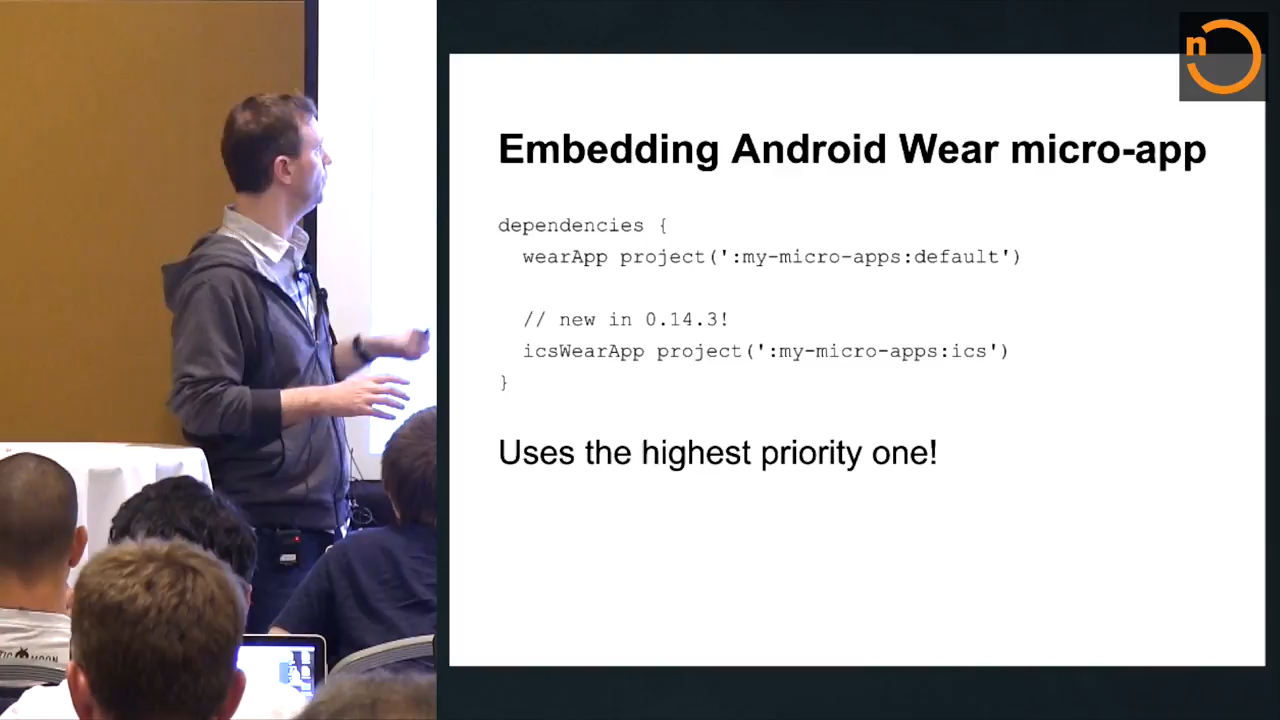 n
Embedding Android Wear micro-app
dependencies {
wearApp project(':my-micro-apps:default')
// new in 0.14.3!
icsWearApp project(':my-micro-apps:ics')
}
Uses the highest priority one!